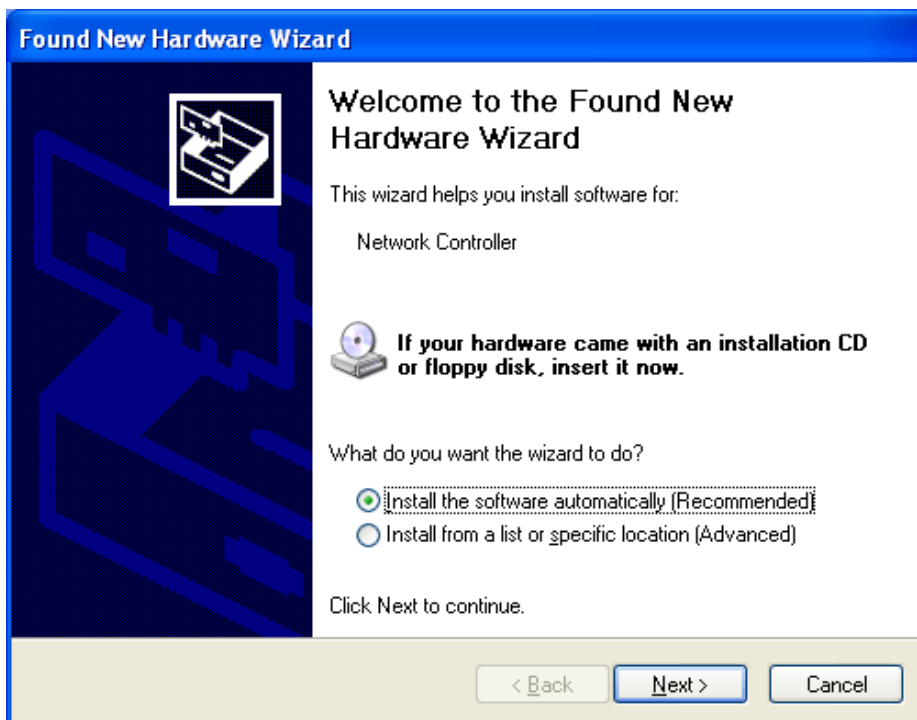 Found New Hardware Wizard
Welcome to the Found New
Hardware Wizard
This wizard helps you install software for:
Network Controller
If your hardware came with an installation CD
or floppy disk, insert it now.
What do you want the wizard to do?
Install the software automatically (Recommended)
Install from a list or specific location (Advanced)
Click Next to continue.
< Back
Next >
Cancel